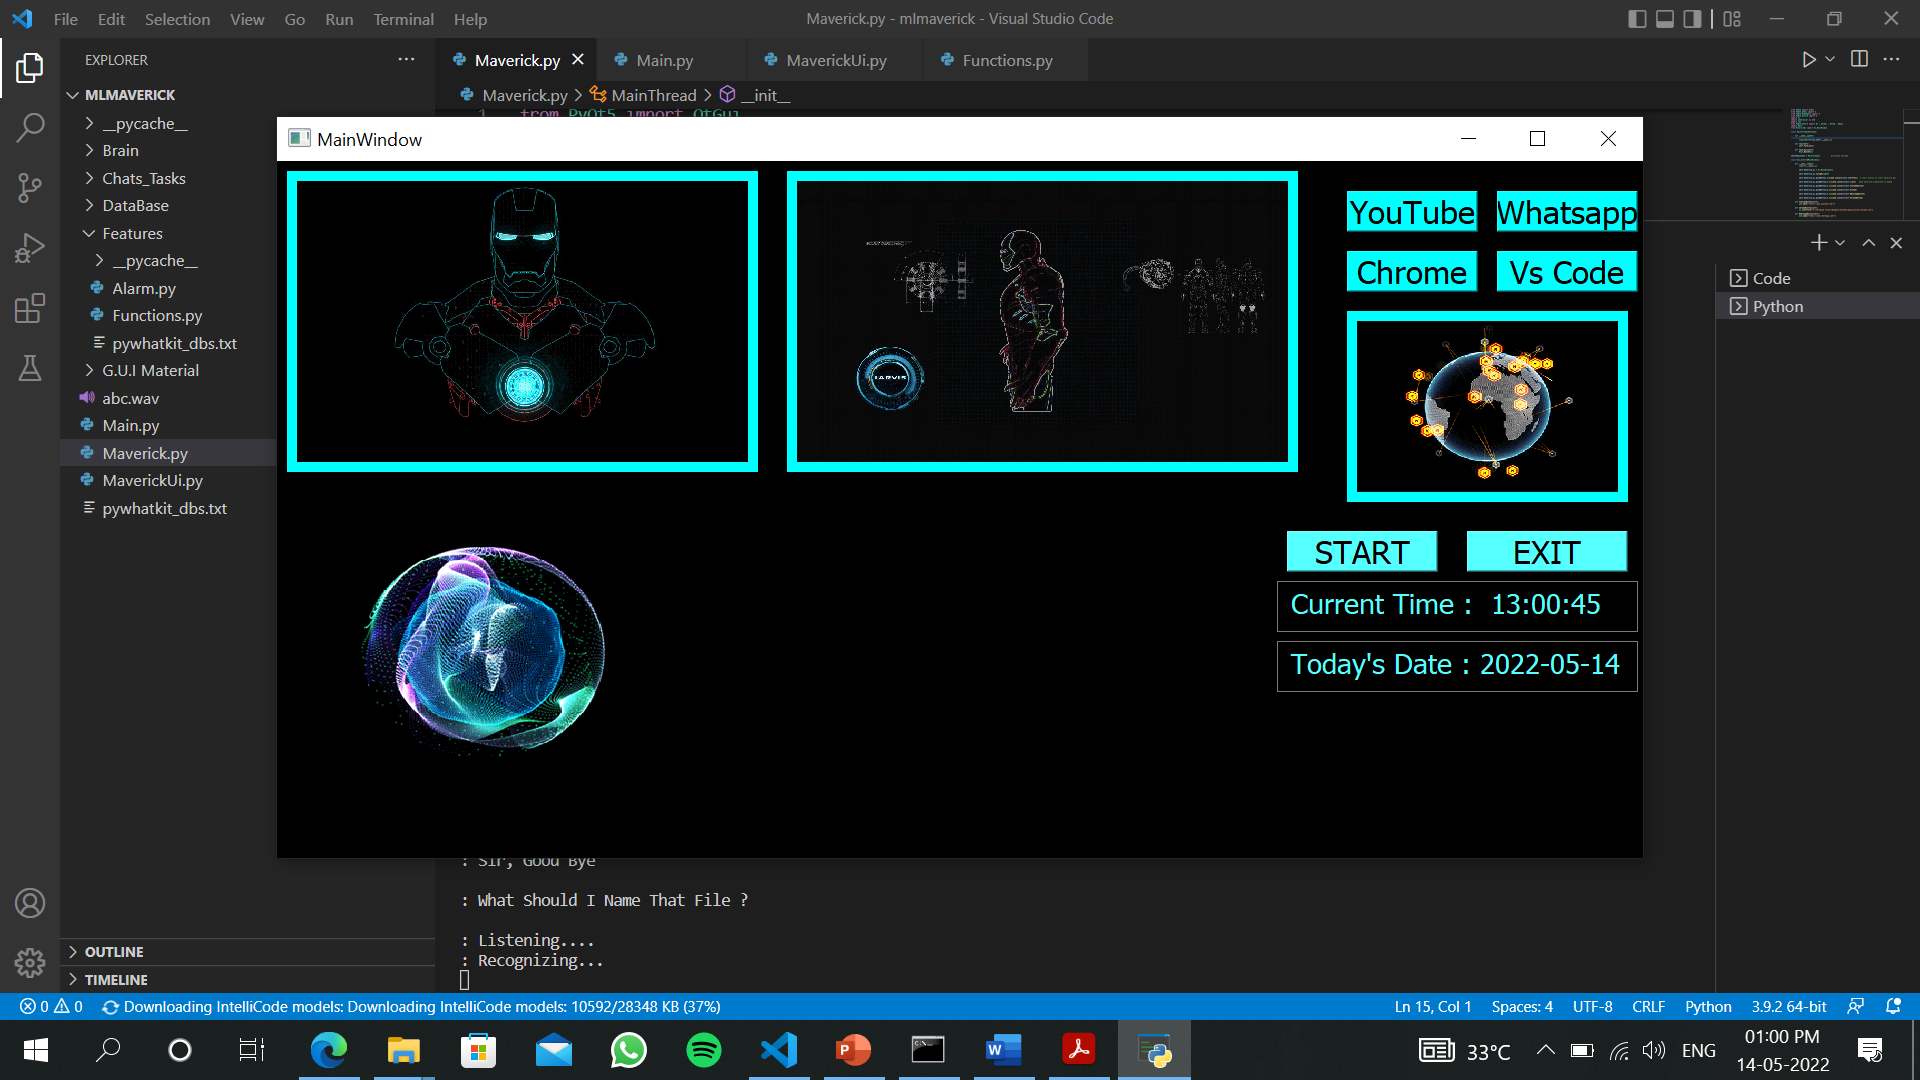 File Edit Selection View Go Run Terminal Help
Maverick.py - mlmaverick - Visual Studio Code
EXPLORER
Maverick.py
Main.py
MaverickUi.py
Functions.py
MLMAVERICK
Maverick.py > MainThread > __init__
1 from PyQt5 import QtGui
__pycache__
Brain
Chats_Tasks
DataBase
Features
__pycache__
Alarm.py
Functions.py
pywhatkit_dbs.txt
G.U.I Material
abc.wav
Main.py
Maverick.py
MaverickUi.py
pywhatkit_dbs.txt
OUTLINE
TIMELINE
MainWindow
JARVIS
YouTube
Whatsapp
Chrome
Vs Code
START
EXIT
Current Time : 13:00:45
Today's Date : 2022-05-14
Code
Python
: Sir, Good Bye
: What Should I Name That File ?
: Listening....
: Recognizing...
0 0 Downloading IntelliCode models: Downloading IntelliCode models: 10592/28348 KB (37%)
Ln 15, Col 1 Spaces: 4 UTF-8 CRLF Python 3.9.2 64-bit
33°C ENG
01:00 PM
14-05-2022